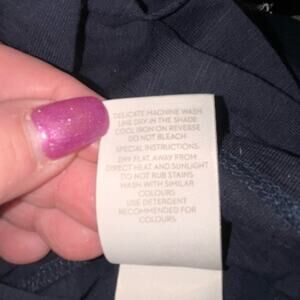 DELICATE MACHINE WASH
LINE DRY IN THE SHADE
COOL IRON ON REVERSE
DO NOT BLEACH
SPECIAL INSTRUCTIONS:
DRY FLAT AWAY FROM
DIRECT HEAT AND SUNLIGHT
DO NOT RUB STAINS
WASH WITH SIMILAR
COLOURS
USE DETERGENT
RECOMMENDED FOR
COLOURS